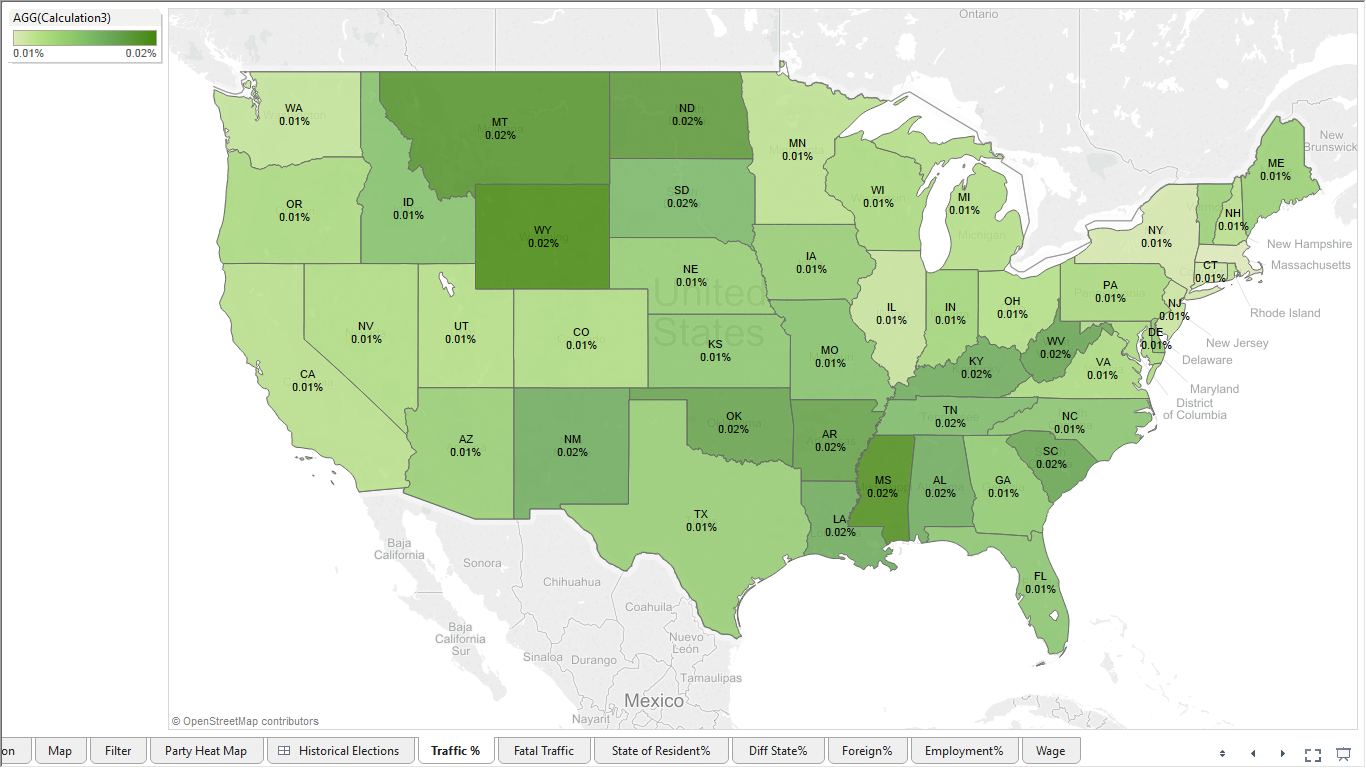 AGG(Calculation3)
0.01% 0.02%
Ontario
WA
0.01%
MT
0.02%
ND
0.02%
MN
0.01%
OR
0.01%
ID
0.01%
SD
0.02%
WI
0.01%
MI
0.01%
Michigan
ME
0.01%
New
Brunswick
WY
0.02%
NH
0.01%
NY
0.01%
New Hampshire
Massachusetts
IA
0.01%
NE
0.01%
CT
0.01%
PA
0.01%
Rhode Island
United
States
IL
0.01%
IN
0.01%
OH
0.01%
NJ
0.01%
NV
0.01%
UT
0.01%
CO
0.01%
KS
0.01%
MO
0.01%
KY
0.02%
WV
0.02%
DE
0.01%
New Jersey
Delaware
VA
0.01%
CA
0.01%
Maryland
District
of Columbia
AZ
0.01%
NM
0.02%
OK
0.02%
AR
0.02%
TN
0.02%
NC
0.01%
SC
0.02%
MS
0.02%
AL
0.02%
GA
0.01%
TX
0.01%
LA
0.02%
FL
0.01%
Baja
California
Sonora
Chihuahua
Coahuila
Baja
California
Sur
Nuevo
León
Sinaloa
Durango
Tamaulipas
Mexico
Nayarit
© OpenStreetMap contributors
on Map Filter Party Heat Map Historical Elections Traffic % Fatal Traffic State of Resident% Diff State% Foreign% Employment% Wage